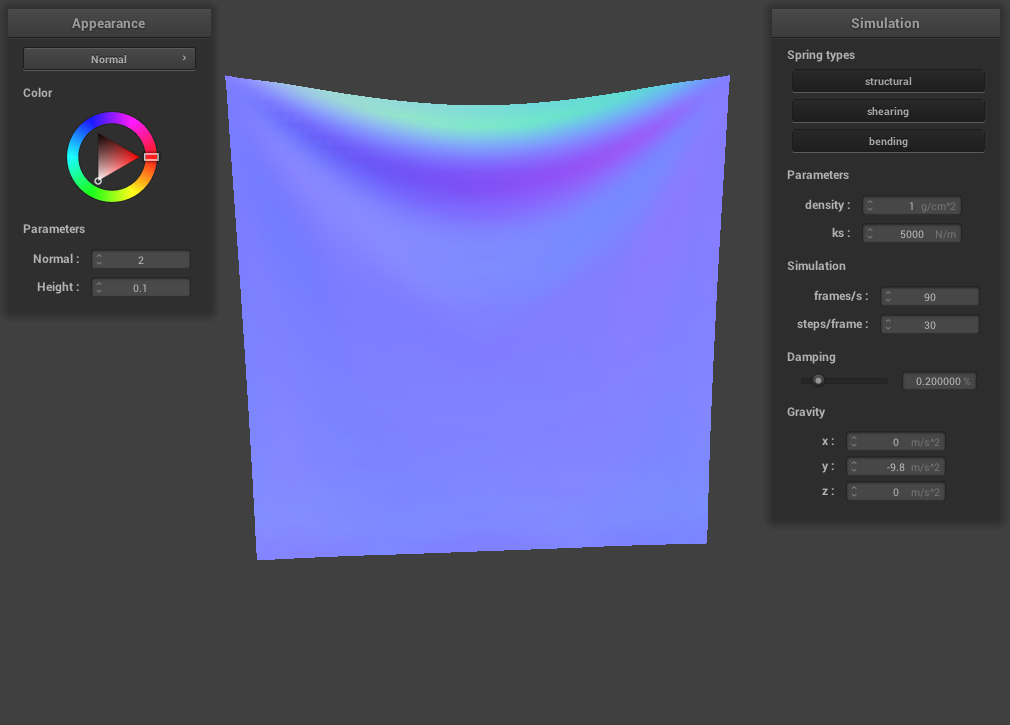 Appearance
Normal
Color
Parameters
Normal : 2
Height : 0.1
Simulation
Spring types
structural
shearing
bending
Parameters
density : 1 g/cm^2
ks : 5000 N/m
Simulation
frames/s : 90
steps/frame : 30
Damping
0.200000 %
Gravity
x : 0 m/s^2
y : -9.8 m/s^2
z : 0 m/s^2